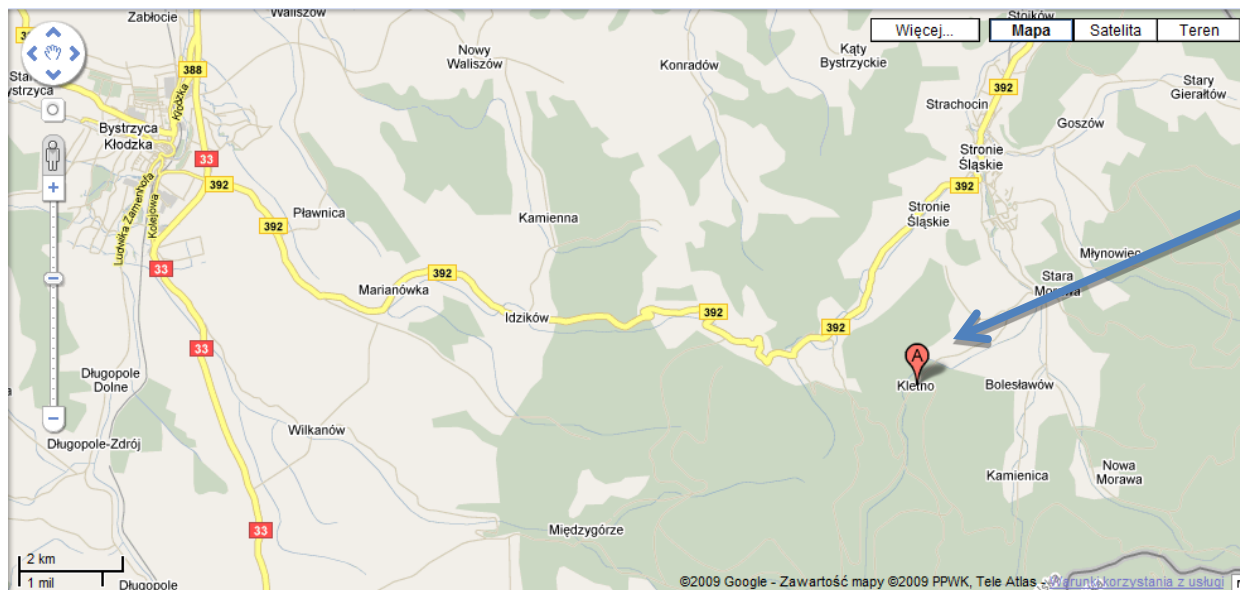 Zabłocie
Waliszów
Stojków
Więcej...
Mapa
Satelita
Teren
388
Nowy
Waliszów
Konradów
Kąty
Bystrzyckie
392
Stary
Gierałtów
Strachocin
Goszów
Kłodzka
Bystrzyca
Kłodzka
33
392
Stronie
Śląskie
392
Ludwika Zamenhofa
Kolejowa
Pławnica
392
Kamienna
Stronie
Śląskie
Młynowiec
33
Marianówka
392
Stara
Morawa
Idzików
392
392
33
A
Kletno
Bolesławów
Długopole
Dolne
Wilkanów
Długopole-Zdrój
Kamienica
Nowa
Morawa
33
Międzygórze
2 km
1 mil
Długopole
©2009 Google - Zawartość mapy ©2009 PPWK, Tele Atlas - Warunki korzystania z usługi